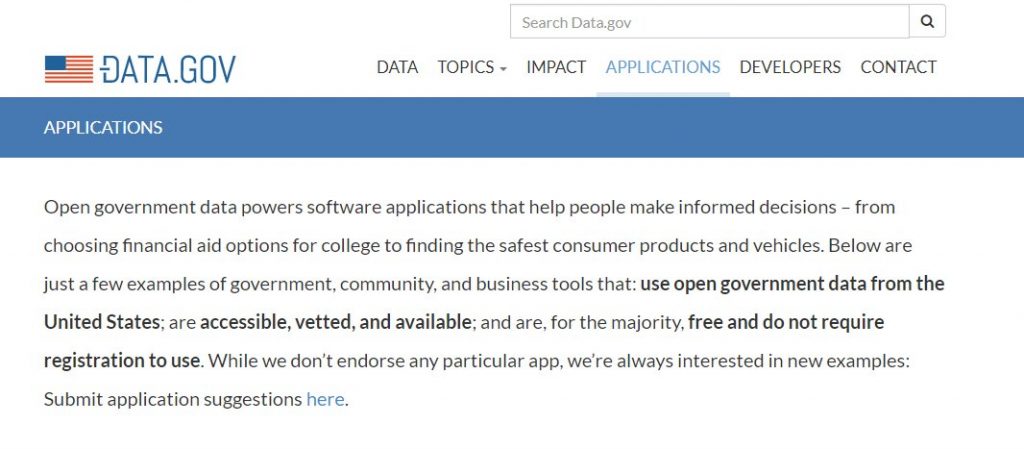 Search Data.gov
DATA.GOV
DATA TOPICS IMPACT APPLICATIONS DEVELOPERS CONTACT
APPLICATIONS
Open government data powers software applications that help people make informed decisions – from
choosing financial aid options for college to finding the safest consumer products and vehicles. Below are
just a few examples of government, community, and business tools that: use open government data from the
United States; are accessible, vetted, and available; and are, for the majority, free and do not require
registration to use. While we don’t endorse any particular app, we’re always interested in new examples:
Submit application suggestions here.